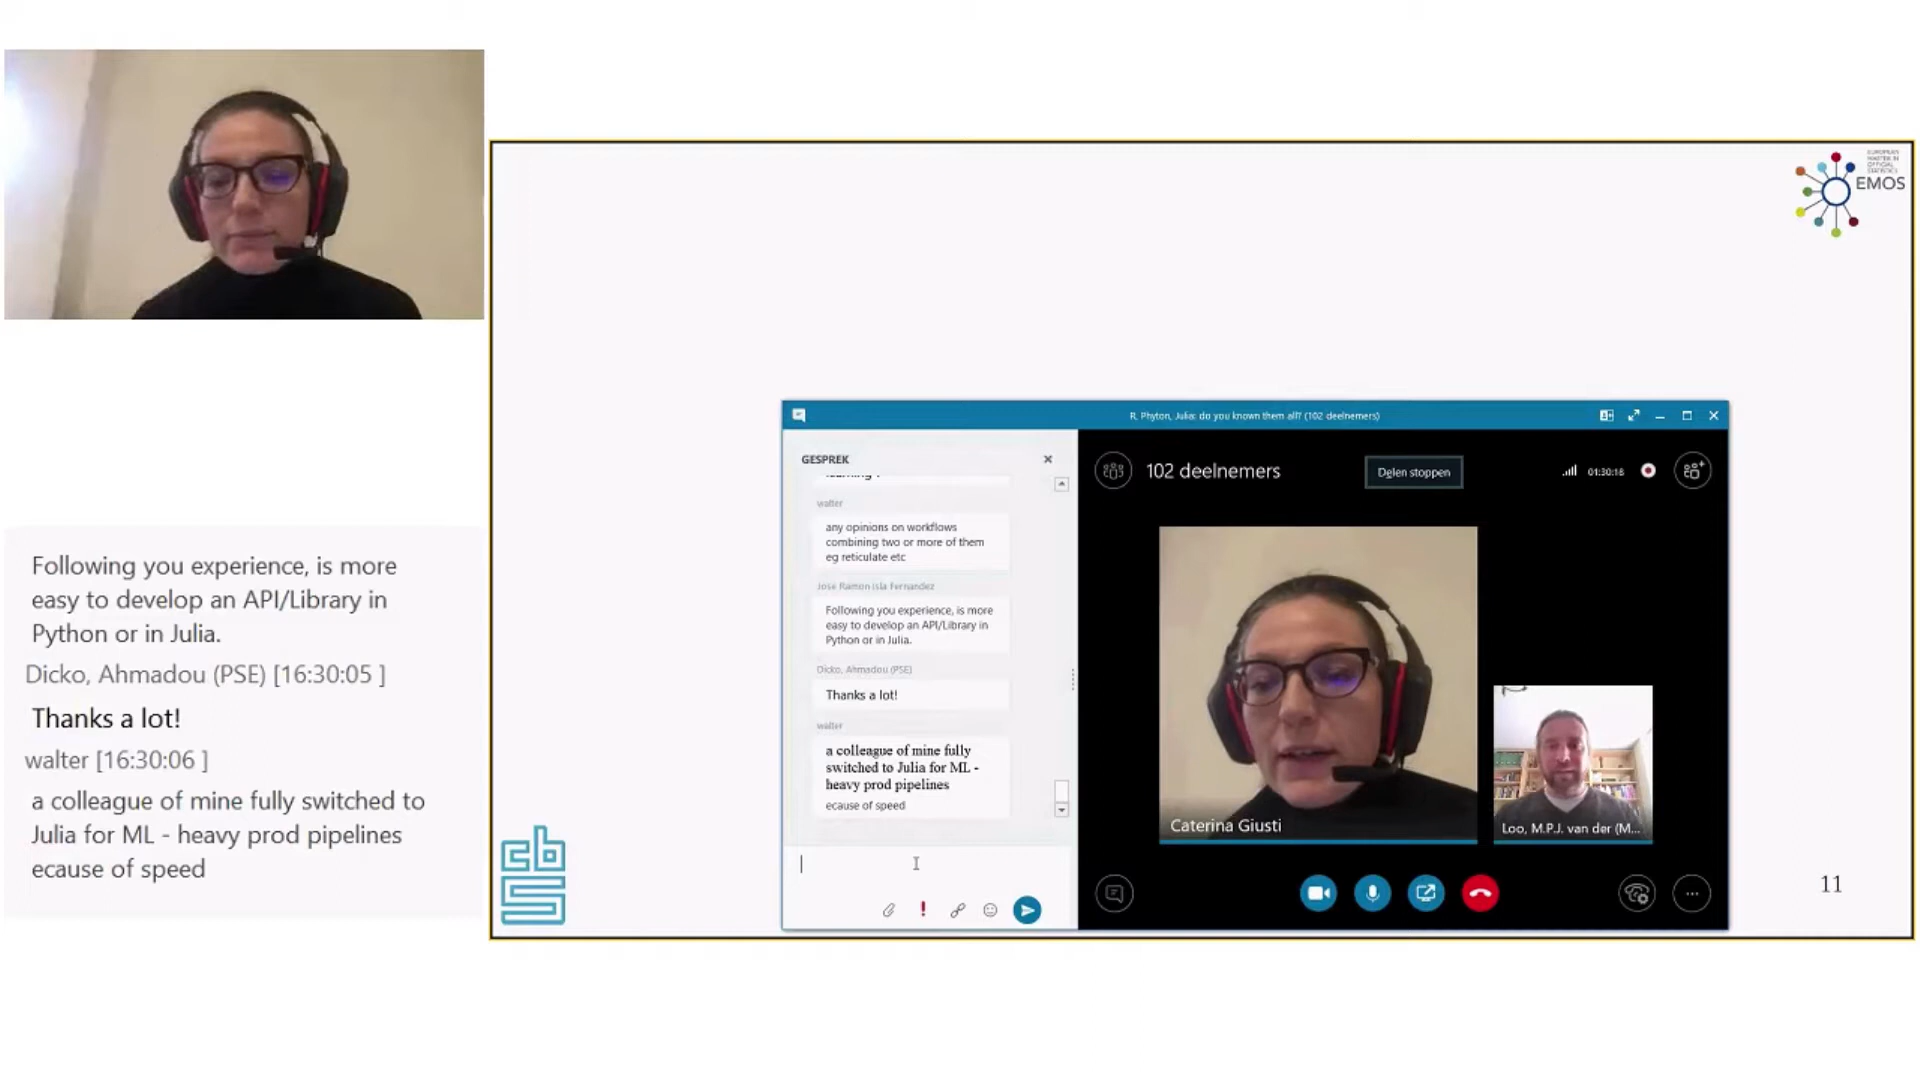 Following you experience, is more
easy to develop an API/Library in
Python or in Julia.
Dicko, Ahmadou (PSE) [16:30:05 ]
Thanks a lot!
walter [16:30:06 ]
a colleague of mine fully switched to
Julia for ML - heavy prod pipelines
ecause of speed
EUROPEAN
MASTER IN
OFFICIAL
STATISTICS
EMOS
R, Phyton, Julia: do you known them all? (102 deelnemers)
GESPREK
walter
any opinions on workflows
combining two or more of them
eg reticulate etc
Jose Ramon Isla Fernandez
Following you experience, is more
easy to develop an API/Library in
Python or in Julia.
Dicko, Ahmadou (PSE)
Thanks a lot!
walter
a colleague of mine fully
switched to Julia for ML -
heavy prod pipelines
ecause of speed
102 deelnemers
Delen stoppen
01:30:18
Caterina Giusti
Loo, M.P.J. van der (M...
cbs
11